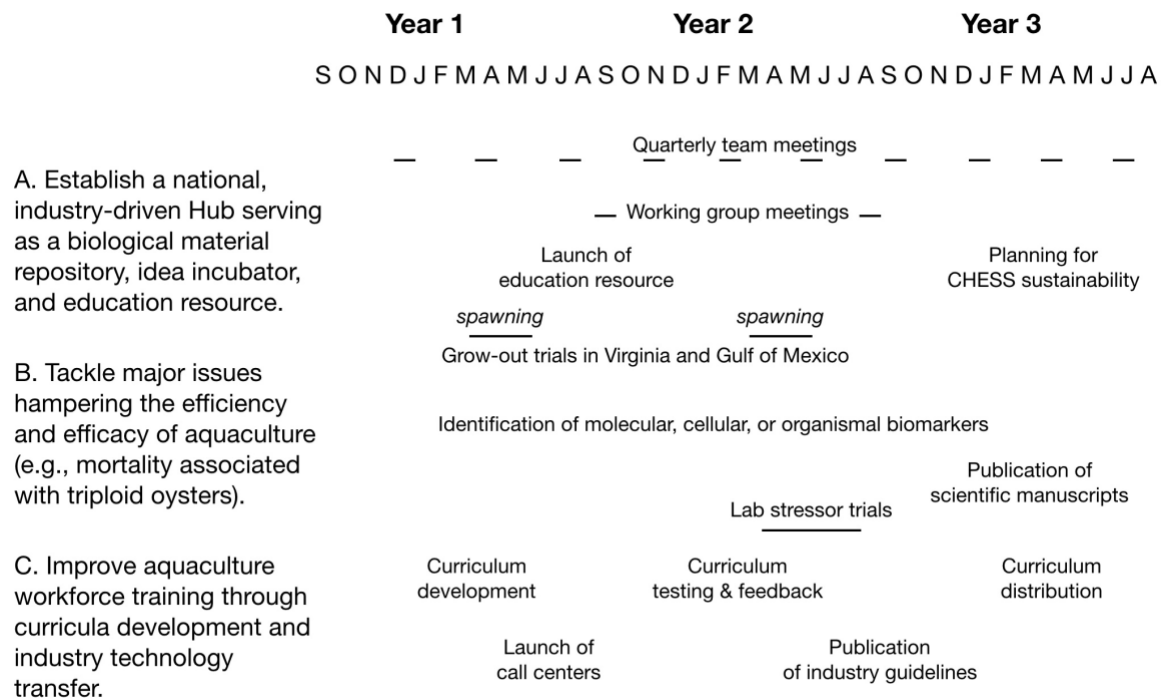 Year 1 Year 2 Year 3
S O N D J F M A M J J A S O N D J F M A M J J A S O N D J F M A M J J A
Quarterly team meetings
A. Establish a national,
industry-driven Hub serving
as a biological material
repository, idea incubator,
and education resource.
Working group meetings
Launch of
education resource
Planning for
CHESS sustainability
spawning spawning
Grow-out trials in Virginia and Gulf of Mexico
B. Tackle major issues
hampering the efficiency
and efficacy of aquaculture
(e.g., mortality associated
with triploid oysters).
Identification of molecular, cellular, or organismal biomarkers
Publication of
scientific manuscripts
Lab stressor trials
C. Improve aquaculture
workforce training through
curricula development and
industry technology
transfer.
Curriculum
development
Curriculum
testing & feedback
Curriculum
distribution
Launch of
call centers
Publication
of industry guidelines